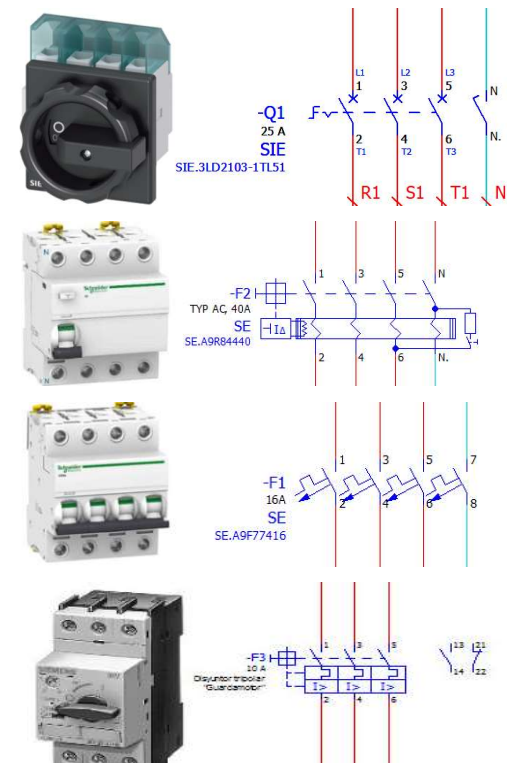 SIE
L1 L2 L3
1 3 5 N
-Q1
25 A
SIE
SIE.3LD2103-1TL51
2 4 6 N.
T1 T2 T3
R1 S1 T1 N
N
Schneider
N
1 3 5 N
-F2
TYP AC, 40A
SE
SE.A9R84440
I∆
2 4 6 N.
Schneider
1 3 5 7
-F1
16A
SE
SE.A9F77416
2 4 6 8
1 3 5
13 21
-F3
10 A
Disyuntor tripolar
"Guardamotor"
I> I> I>
14 22
2 4 6